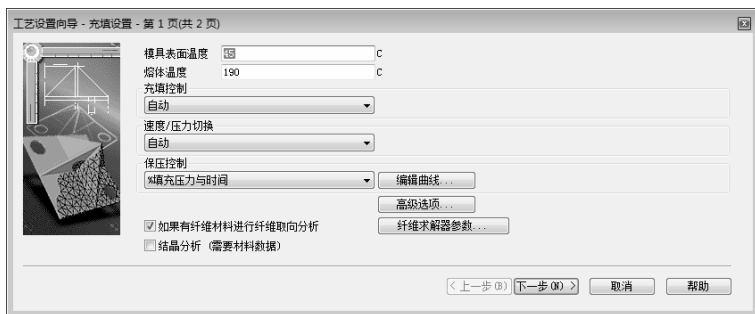 工艺设置向导 - 充填设置 - 第 1 页(共 2 页)
模具表面温度 45 C
熔体温度 190 C
充填控制
自动
速度/压力切换
自动
保压控制
%填充压力与时间 编辑曲线...
高级选项...
如果有纤维材料进行纤维取向分析 纤维求解器参数...
结晶分析 (需要材料数据)
< 上一步(B) 下一步(N) > 取消 帮助